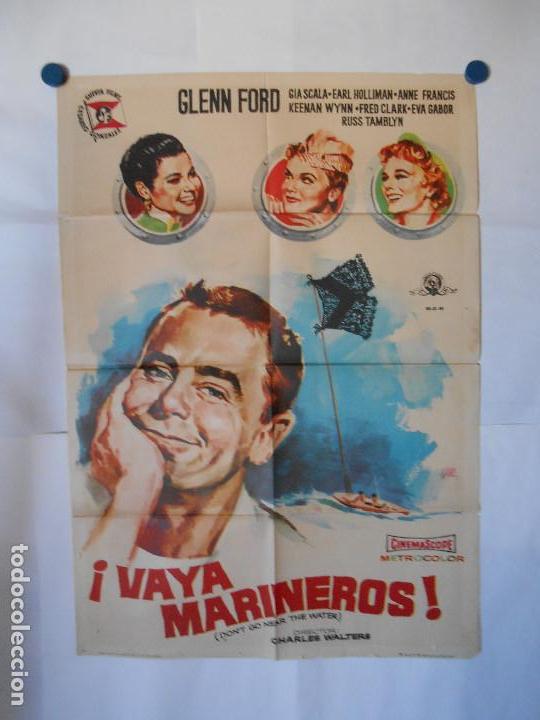 GLENN FORD
GIA SCALA - EARL HOLLIMAN - ANNE FRANCIS
KEENAN WYNN - FRED CLARK - EVA GABOR
RUSS TAMBLYN
M-G-M
CINEMASCOPE
METROCOLOR
¡VAYA
MARINEROS!
(DON'T GO NEAR THE WATER)
DIRECTOR
CHARLES WALTERS
todocoleccion